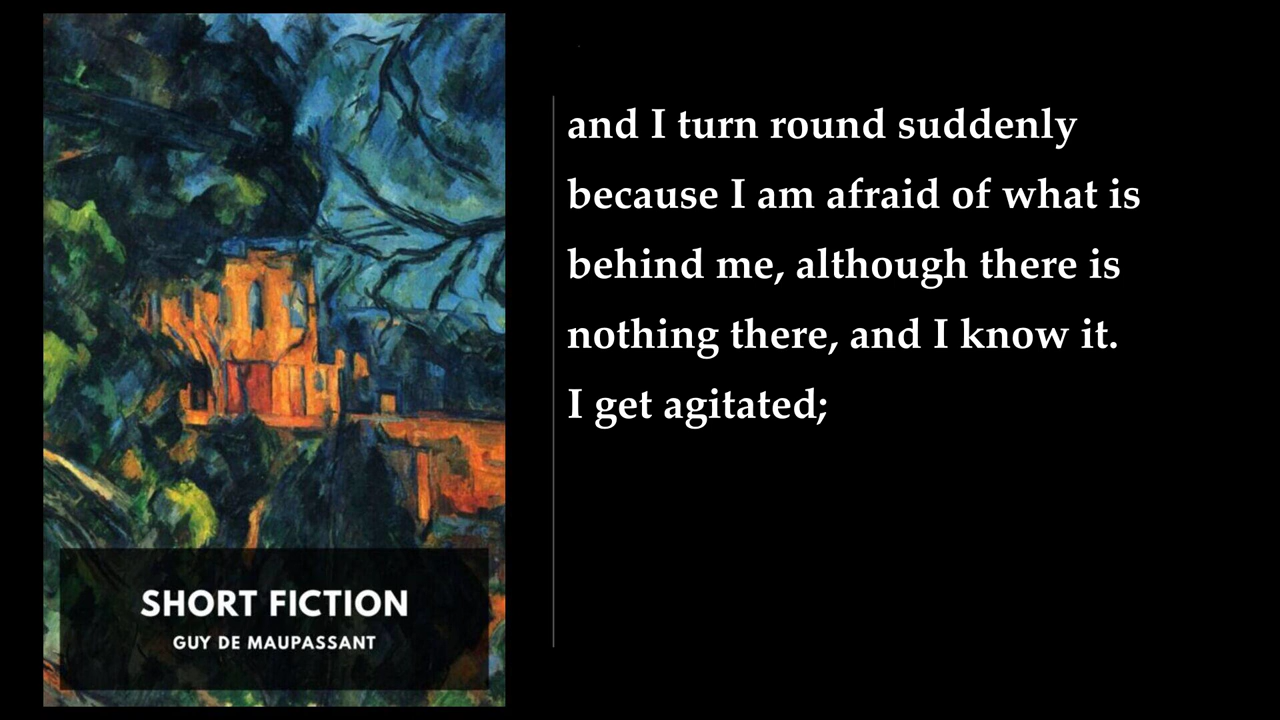 SHORT FICTION
GUY DE MAUPASSANT
and I turn round suddenly
because I am afraid of what is
behind me, although there is
nothing there, and I know it.
I get agitated;